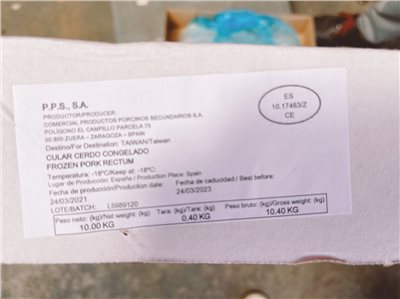 P.P.S., S.A.
PRODUCTOR/PRODUCER:
COMERCIAL PRODUCTOS PORCINOS SECUNDARIOS S.A.
POLÍGONO EL CAMPILLO PARCELA 75
50.800 ZUERA – ZARAGOZA – SPAIN
Destino/For Destination: TAIWAN/Taiwan
CULAR CERDO CONGELADO
FROZEN PORK RECTUM
Temperatura: -18°C/Keep at: -18°C.
Lugar de Producción: España / Production Place: Spain
Fecha de producción/Production date:
24/03/2021
Fecha de caducidad./ Best before:
24/03/2023
LOTE/BATCH: L5989120
Peso neto: (kg)/Net weight: (kg)
10.00 KG
Tara: (kg)/Tare: (kg)
0.40 KG
Peso bruto: (kg)/Gross weight: (kg)
10.40 KG
ES
10.17463/Z
CE